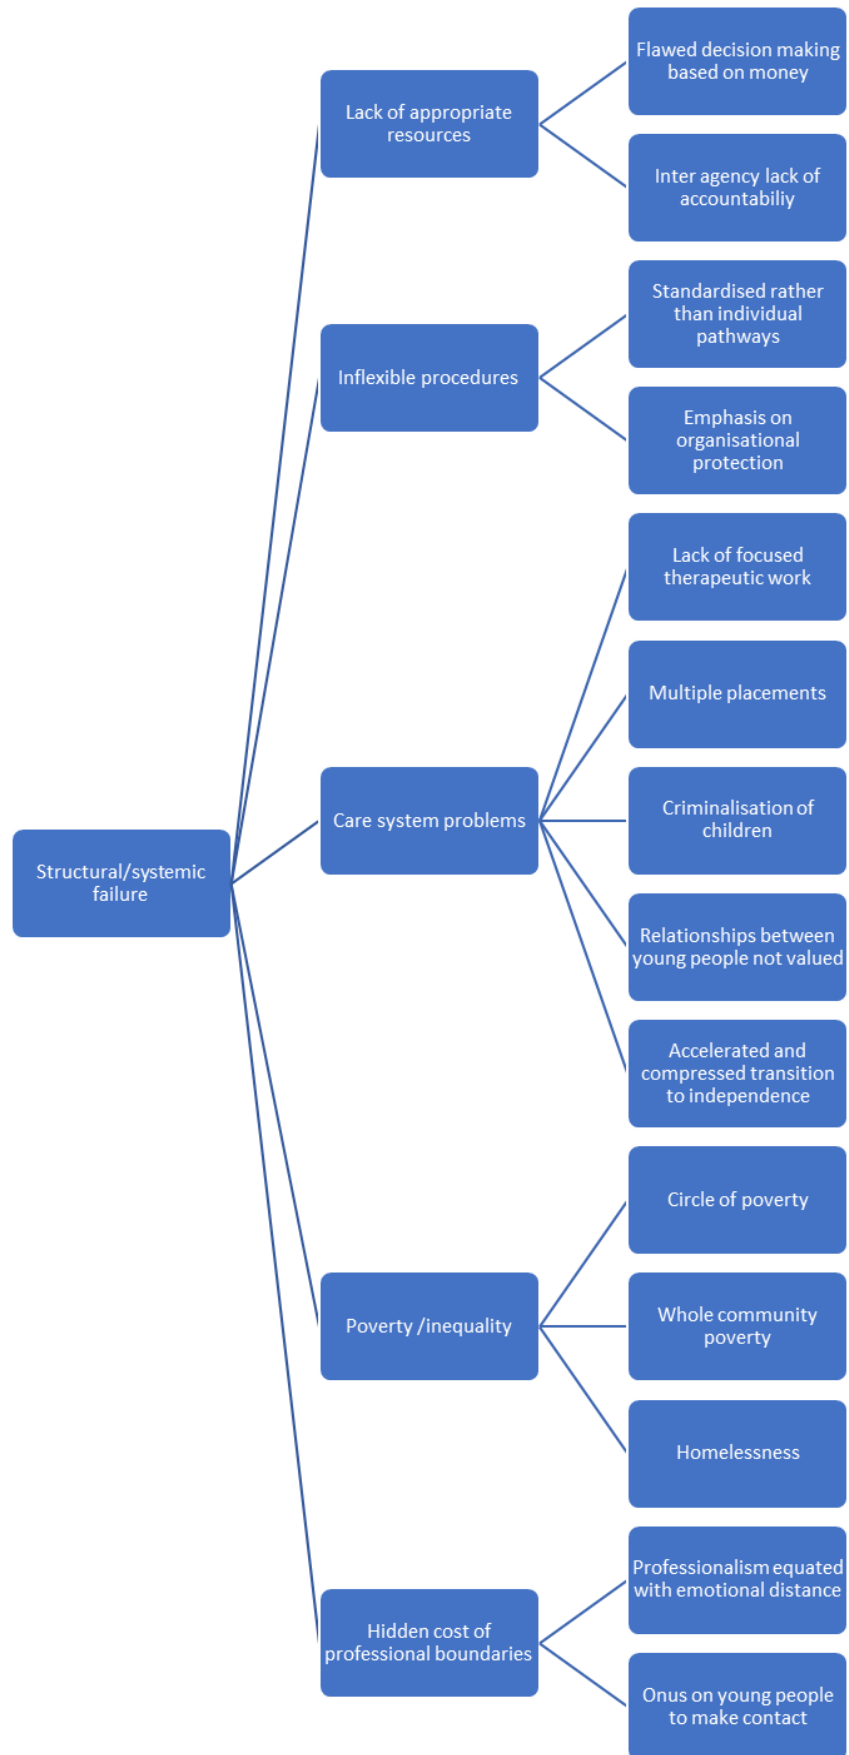 Flawed decision making
based on money
Lack of appropriate
resources
Inter agency lack of
accountabiliy
Standardised rather
than individual
pathways
Inflexible procedures
Emphasis on
organisational
protection
Lack of focused
therapeutic work
Multiple placements
Care system problems
Criminalisation of
children
Structural/systemic
failure
Relationships between
young people not valued
Accelerated and
compressed transition
to independence
Circle of poverty
Poverty /inequality
Whole community
poverty
Homelessness
Professionalism equated
with emotional distance
Hidden cost of
professional boundaries
Onus on young people
to make contact